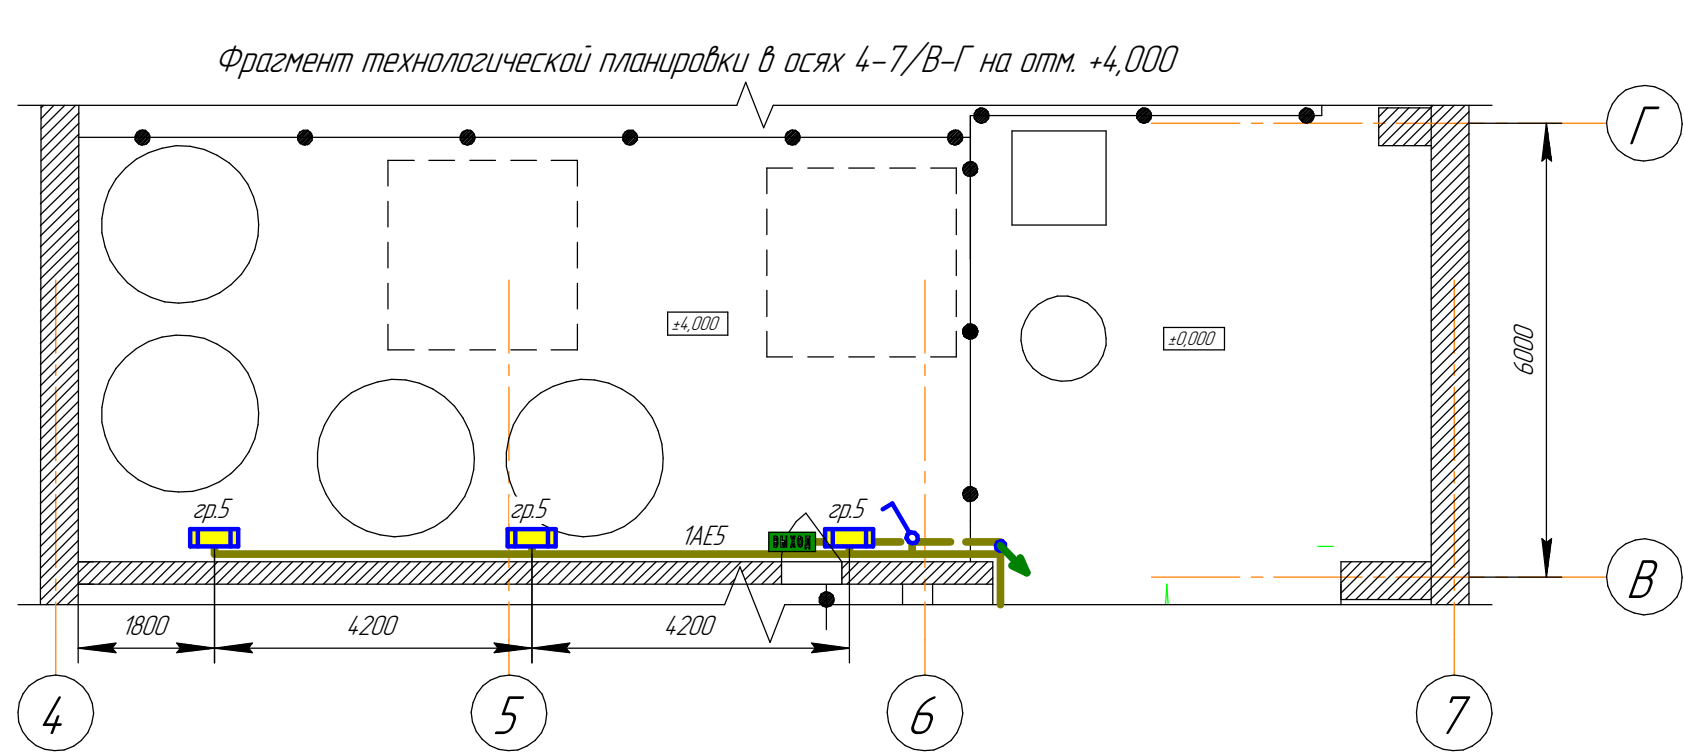 Фрагмент технологической планировки в осях 4-7/В-Г на отм. +4,000
Г
±4,000
±0,000
6000
гр.5
гр.5
гр.5
1АЕ5
ВЫХОД
В
1800
4200
4200
4
5
6
7